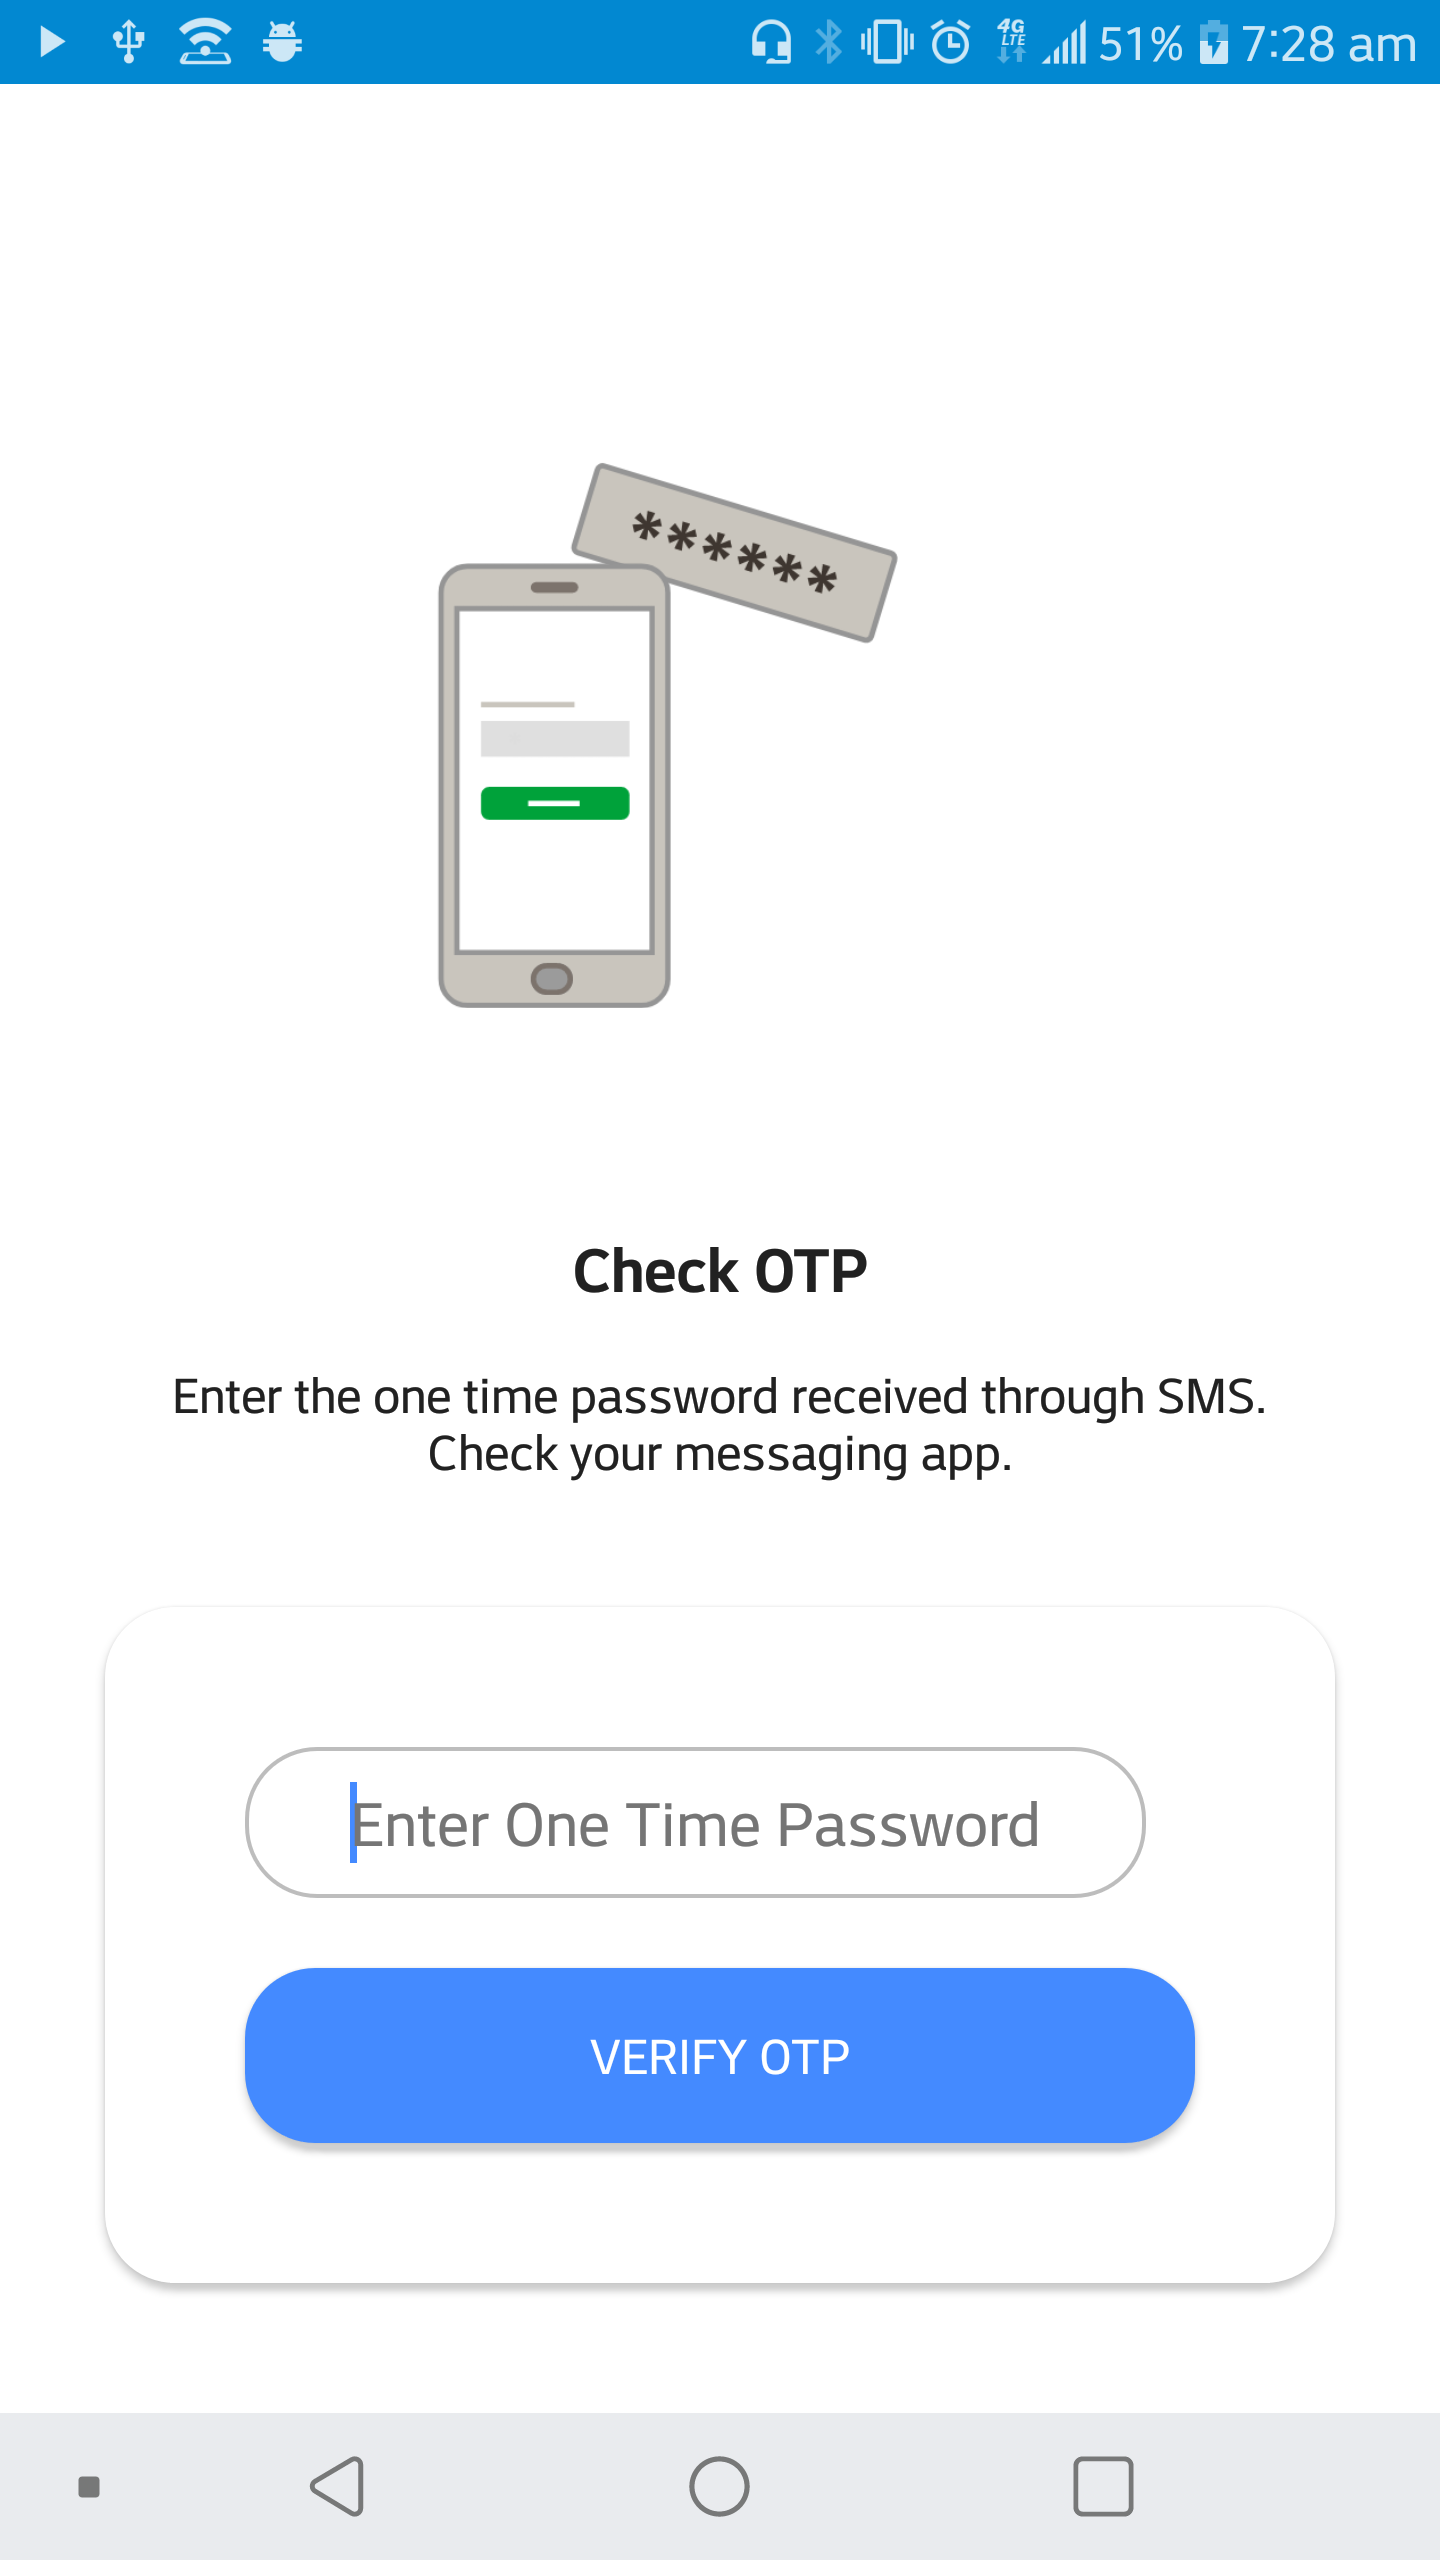 4G LTE 51% 7:28 am
******
Check OTP
Enter the one time password received through SMS.
Check your messaging app.
Enter One Time Password
VERIFY OTP